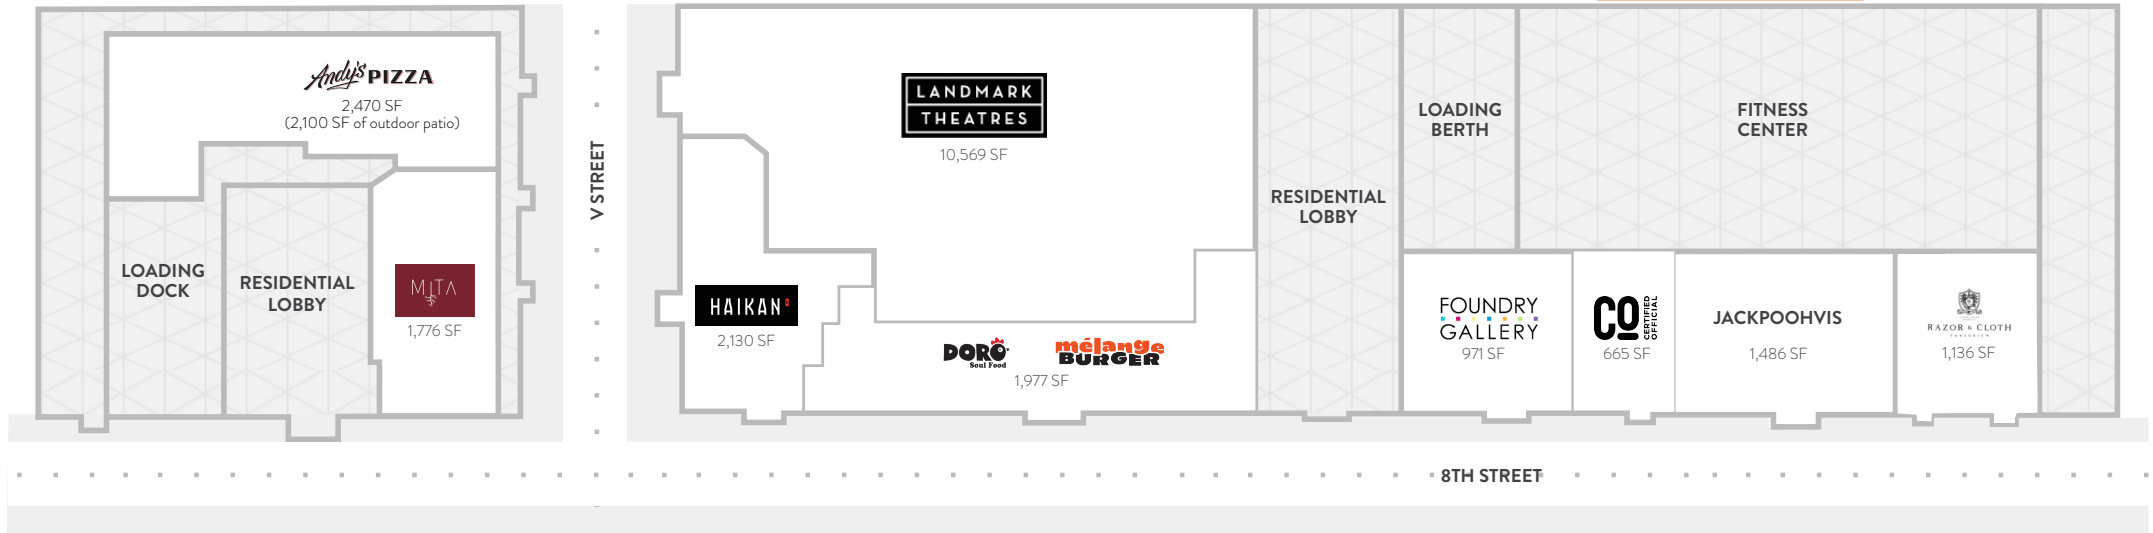 Andy's PIZZA
2,470 SF
(2,100 SF of outdoor patio)
LOADING
DOCK
RESIDENTIAL
LOBBY
MITA
1,776 SF
V STREET
LANDMARK
THEATRES
10,569 SF
HAIKAN
2,130 SF
DORO
Soul Food
mélange
BURGER
1,977 SF
RESIDENTIAL
LOBBY
LOADING
BERTH
FITNESS
CENTER
FOUNDRY
GALLERY
971 SF
CO
CERTIFIED
OFFICIAL
665 SF
JACKPOOHVIS
1,486 SF
RAZOR & CLOTH
1,136 SF
8TH STREET